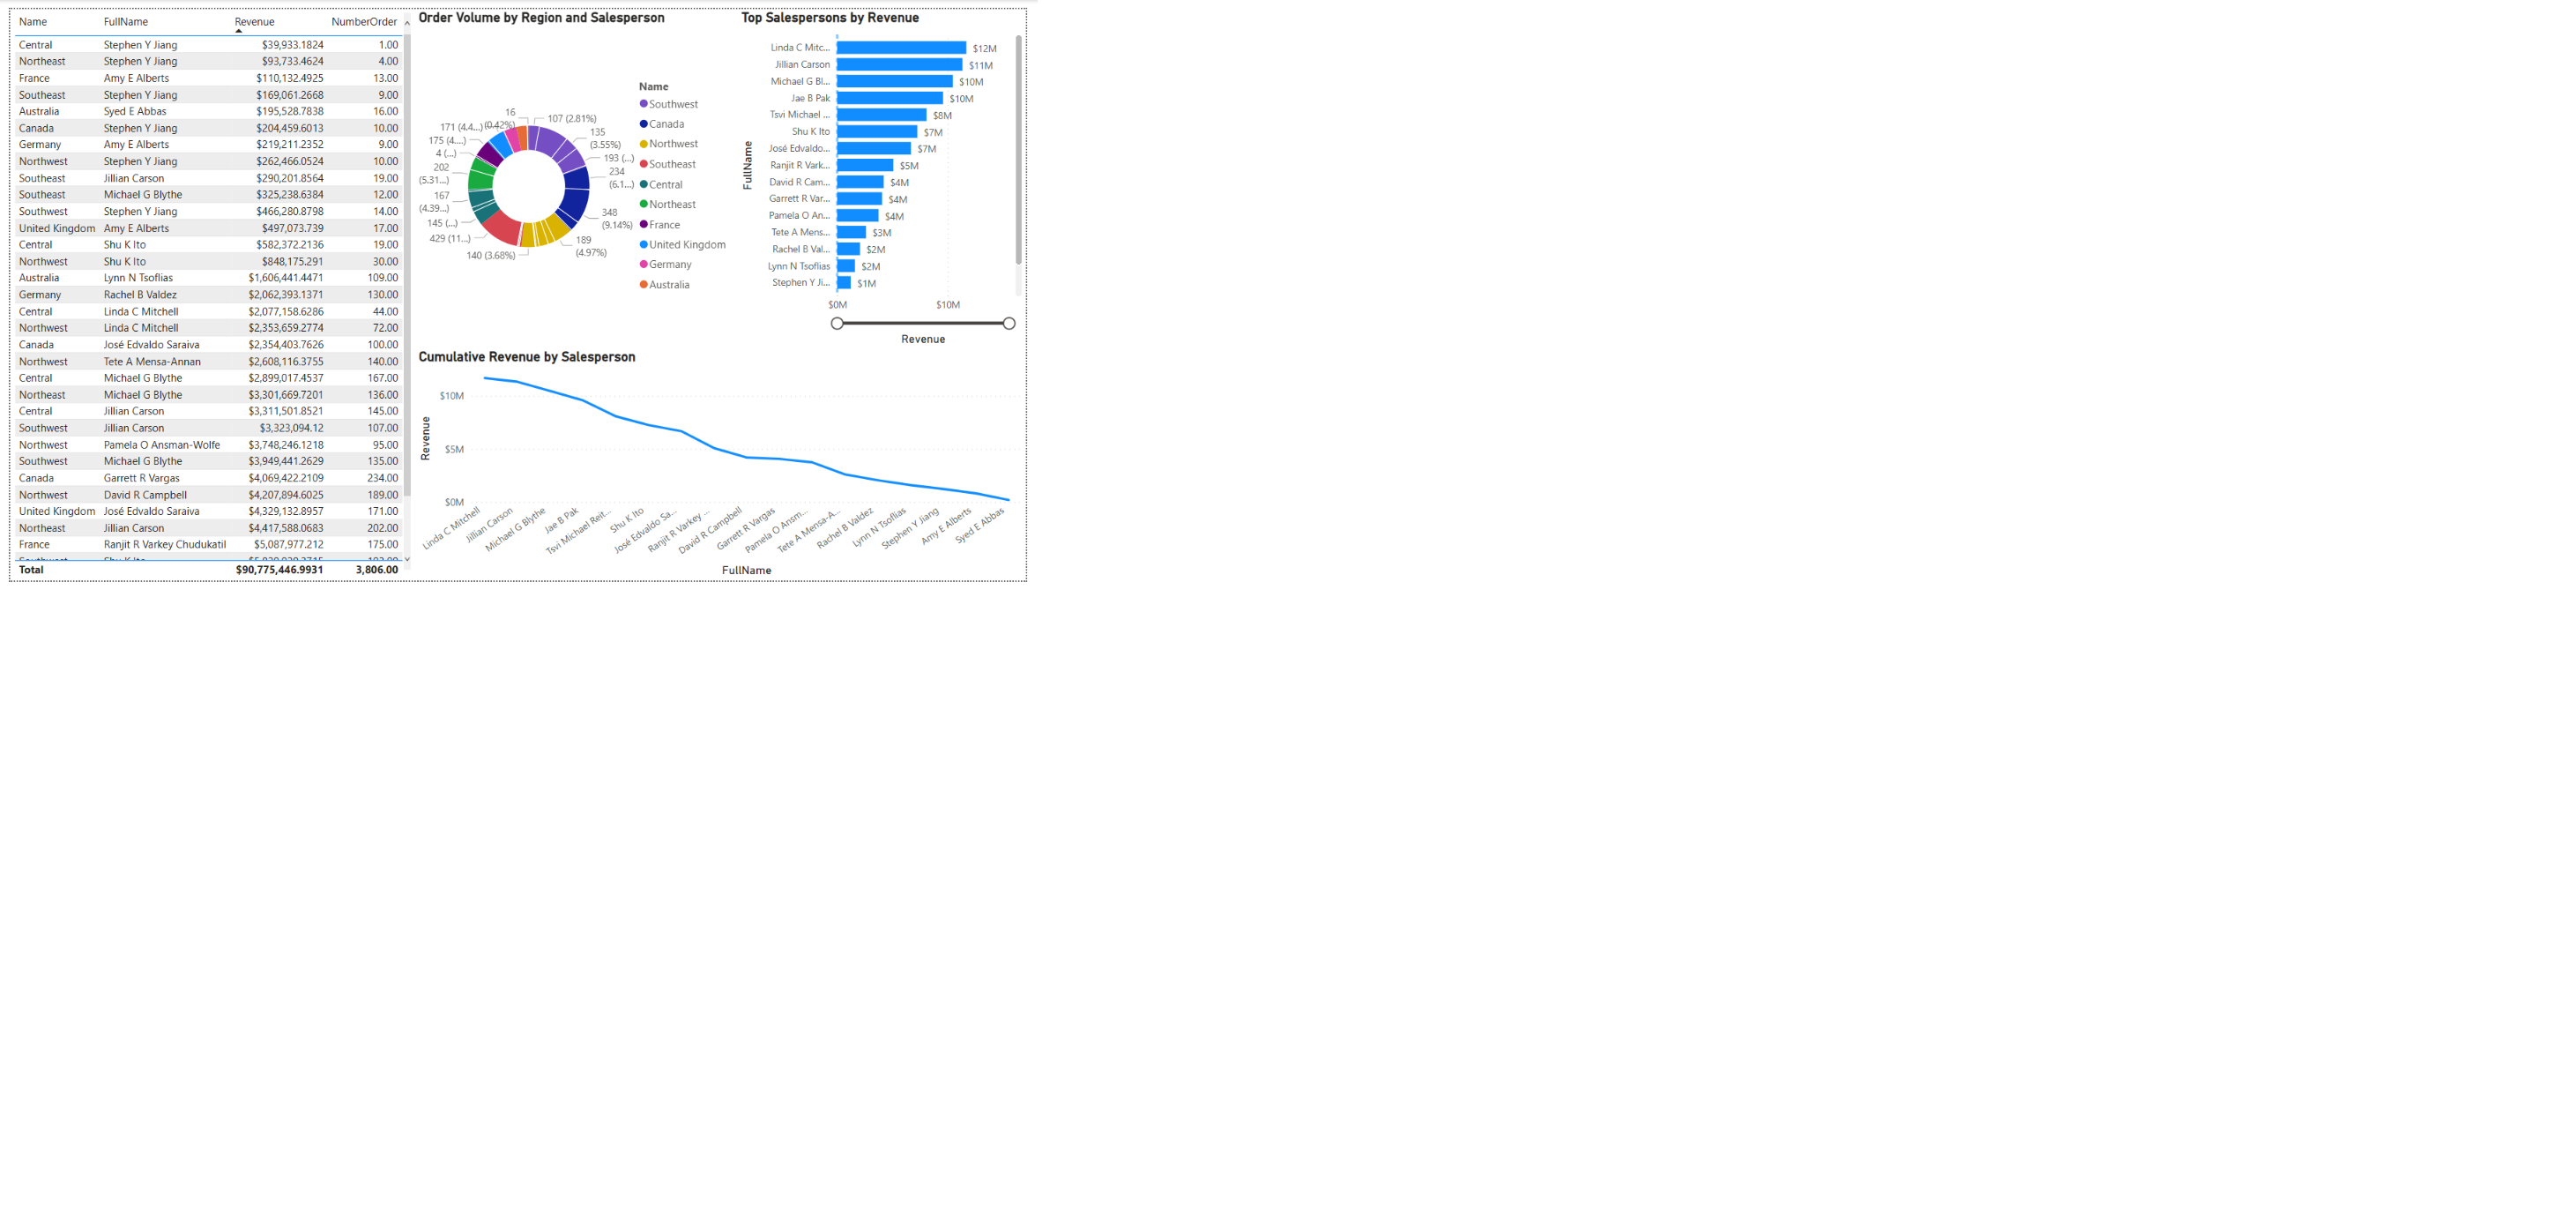 Name FullName Revenue NumberOrder
Central Stephen Y Jiang $39,933.1824 1.00
Northeast Stephen Y Jiang $93,733.4624 4.00
France Amy E Alberts $110,132.4925 13.00
Southeast Stephen Y Jiang $169,061.2668 9.00
Australia Syed E Abbas $195,528.7838 16.00
Canada Stephen Y Jiang $204,459.6013 10.00
Germany Amy E Alberts $219,211.2352 9.00
Northwest Stephen Y Jiang $262,466.0524 10.00
Southeast Jillian Carson $290,201.8564 19.00
Southeast Michael G Blythe $325,238.6384 12.00
Southwest Stephen Y Jiang $466,280.8798 14.00
United Kingdom Amy E Alberts $497,073.739 17.00
Central Shu K Ito $582,372.2136 19.00
Northwest Shu K Ito $848,175.291 30.00
Australia Lynn N Tsoflias $1,606,441.4471 109.00
Germany Rachel B Valdez $2,062,393.1371 130.00
Central Linda C Mitchell $2,077,158.6286 44.00
Northwest Linda C Mitchell $2,353,659.2774 72.00
Canada José Edvaldo Saraiva $2,354,403.7626 100.00
Northwest Tete A Mensa-Annan $2,608,116.3755 140.00
Central Michael G Blythe $2,899,017.4537 167.00
Northeast Michael G Blythe $3,301,669.7201 136.00
Central Jillian Carson $3,311,501.8521 145.00
Southwest Jillian Carson $3,323,094.12 107.00
Northwest Pamela O Ansman-Wolfe $3,748,246.1218 95.00
Southwest Michael G Blythe $3,949,441.2629 135.00
Canada Garrett R Vargas $4,069,422.2109 234.00
Northwest David R Campbell $4,207,894.6025 189.00
United Kingdom José Edvaldo Saraiva $4,329,132.8957 171.00
Northeast Jillian Carson $4,417,588.0683 202.00
France Ranjit R Varkey Chudukatil $5,087,977.212 175.00
Total $90,775,446.9931 3,806.00
Order Volume by Region and Salesperson
16
(0.42%)
107 (2.81%)
135
(3.55%)
193 (...)
234
(6.1...)
348
(9.14%)
189
(4.97%)
140 (3.68%)
429 (11...)
145 (...)
167
(4.39...)
202
(5.31...)
4 (...)
175 (4....)
171 (4.4...)
Name
Southwest
Canada
Northwest
Southeast
Central
Northeast
France
United Kingdom
Germany
Australia
Top Salespersons by Revenue
FullName
Linda C Mitc... $12M
Jillian Carson $11M
Michael G Bl... $10M
Jae B Pak $10M
Tsvi Michael ... $8M
Shu K Ito $7M
José Edvaldo... $7M
Ranjit R Vark... $5M
David R Cam... $4M
Garrett R Var... $4M
Pamela O An... $4M
Tete A Mens... $3M
Rachel B Val... $2M
Lynn N Tsoflias $2M
Stephen Y Ji... $1M
$0M $10M
Revenue
Cumulative Revenue by Salesperson
Revenue
$10M
$5M
$0M
Linda C Mitchell
Jillian Carson
Michael G Blythe
Jae B Pak
Tsvi Michael Reit...
Shu K Ito
José Edvaldo Sa...
Ranjit R Varkey ...
David R Campbell
Garrett R Vargas
Pamela O Ansm...
Tete A Mensa-A...
Rachel B Valdez
Lynn N Tsoflias
Stephen Y Jiang
Amy E Alberts
Syed E Abbas
FullName